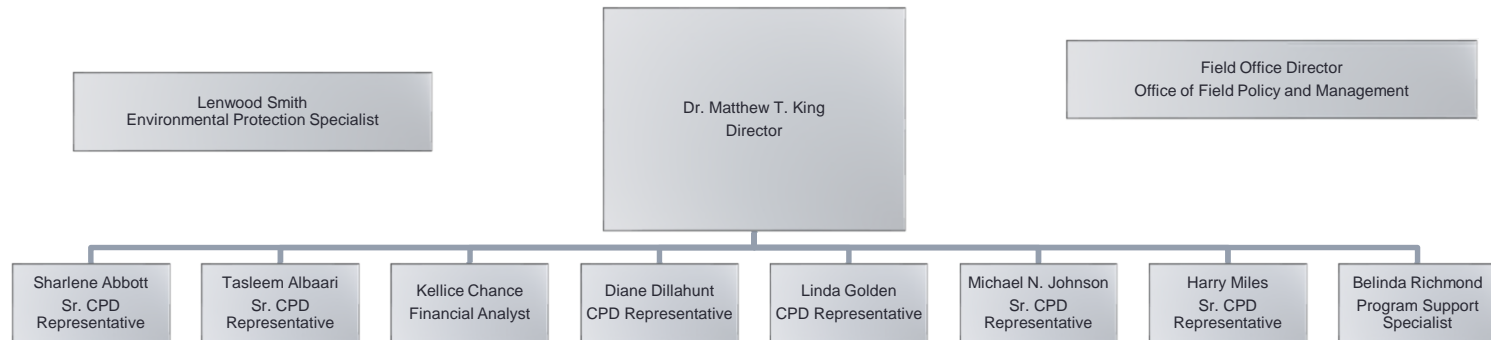 Lenwood Smith
Environmental Protection Specialist
Dr. Matthew T. King
Director
Field Office Director
Office of Field Policy and Management
Sharlene Abbott
Sr. CPD
Representative
Tasleem Albaari
Sr. CPD
Representative
Kellice Chance
Financial Analyst
Diane Dillahunt
CPD Representative
Linda Golden
CPD Representative
Michael N. Johnson
Sr. CPD
Representative
Harry Miles
Sr. CPD
Representative
Belinda Richmond
Program Support
Specialist